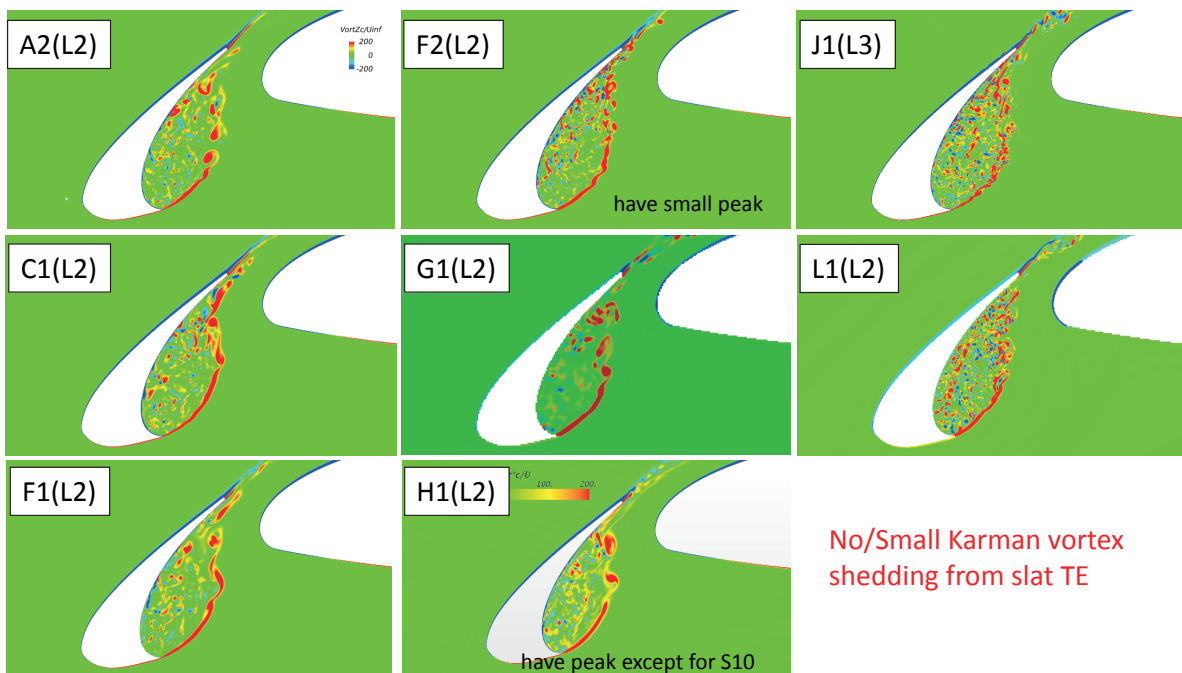 A2(L2)
VortZc/Uinf
200
0
-200
F2(L2)
have small peak
J1(L3)
C1(L2)
G1(L2)
L1(L2)
F1(L2)
H1(L2)
c/U
100.
200.
have peak except for S10
No/Small Karman vortex
shedding from slat TE